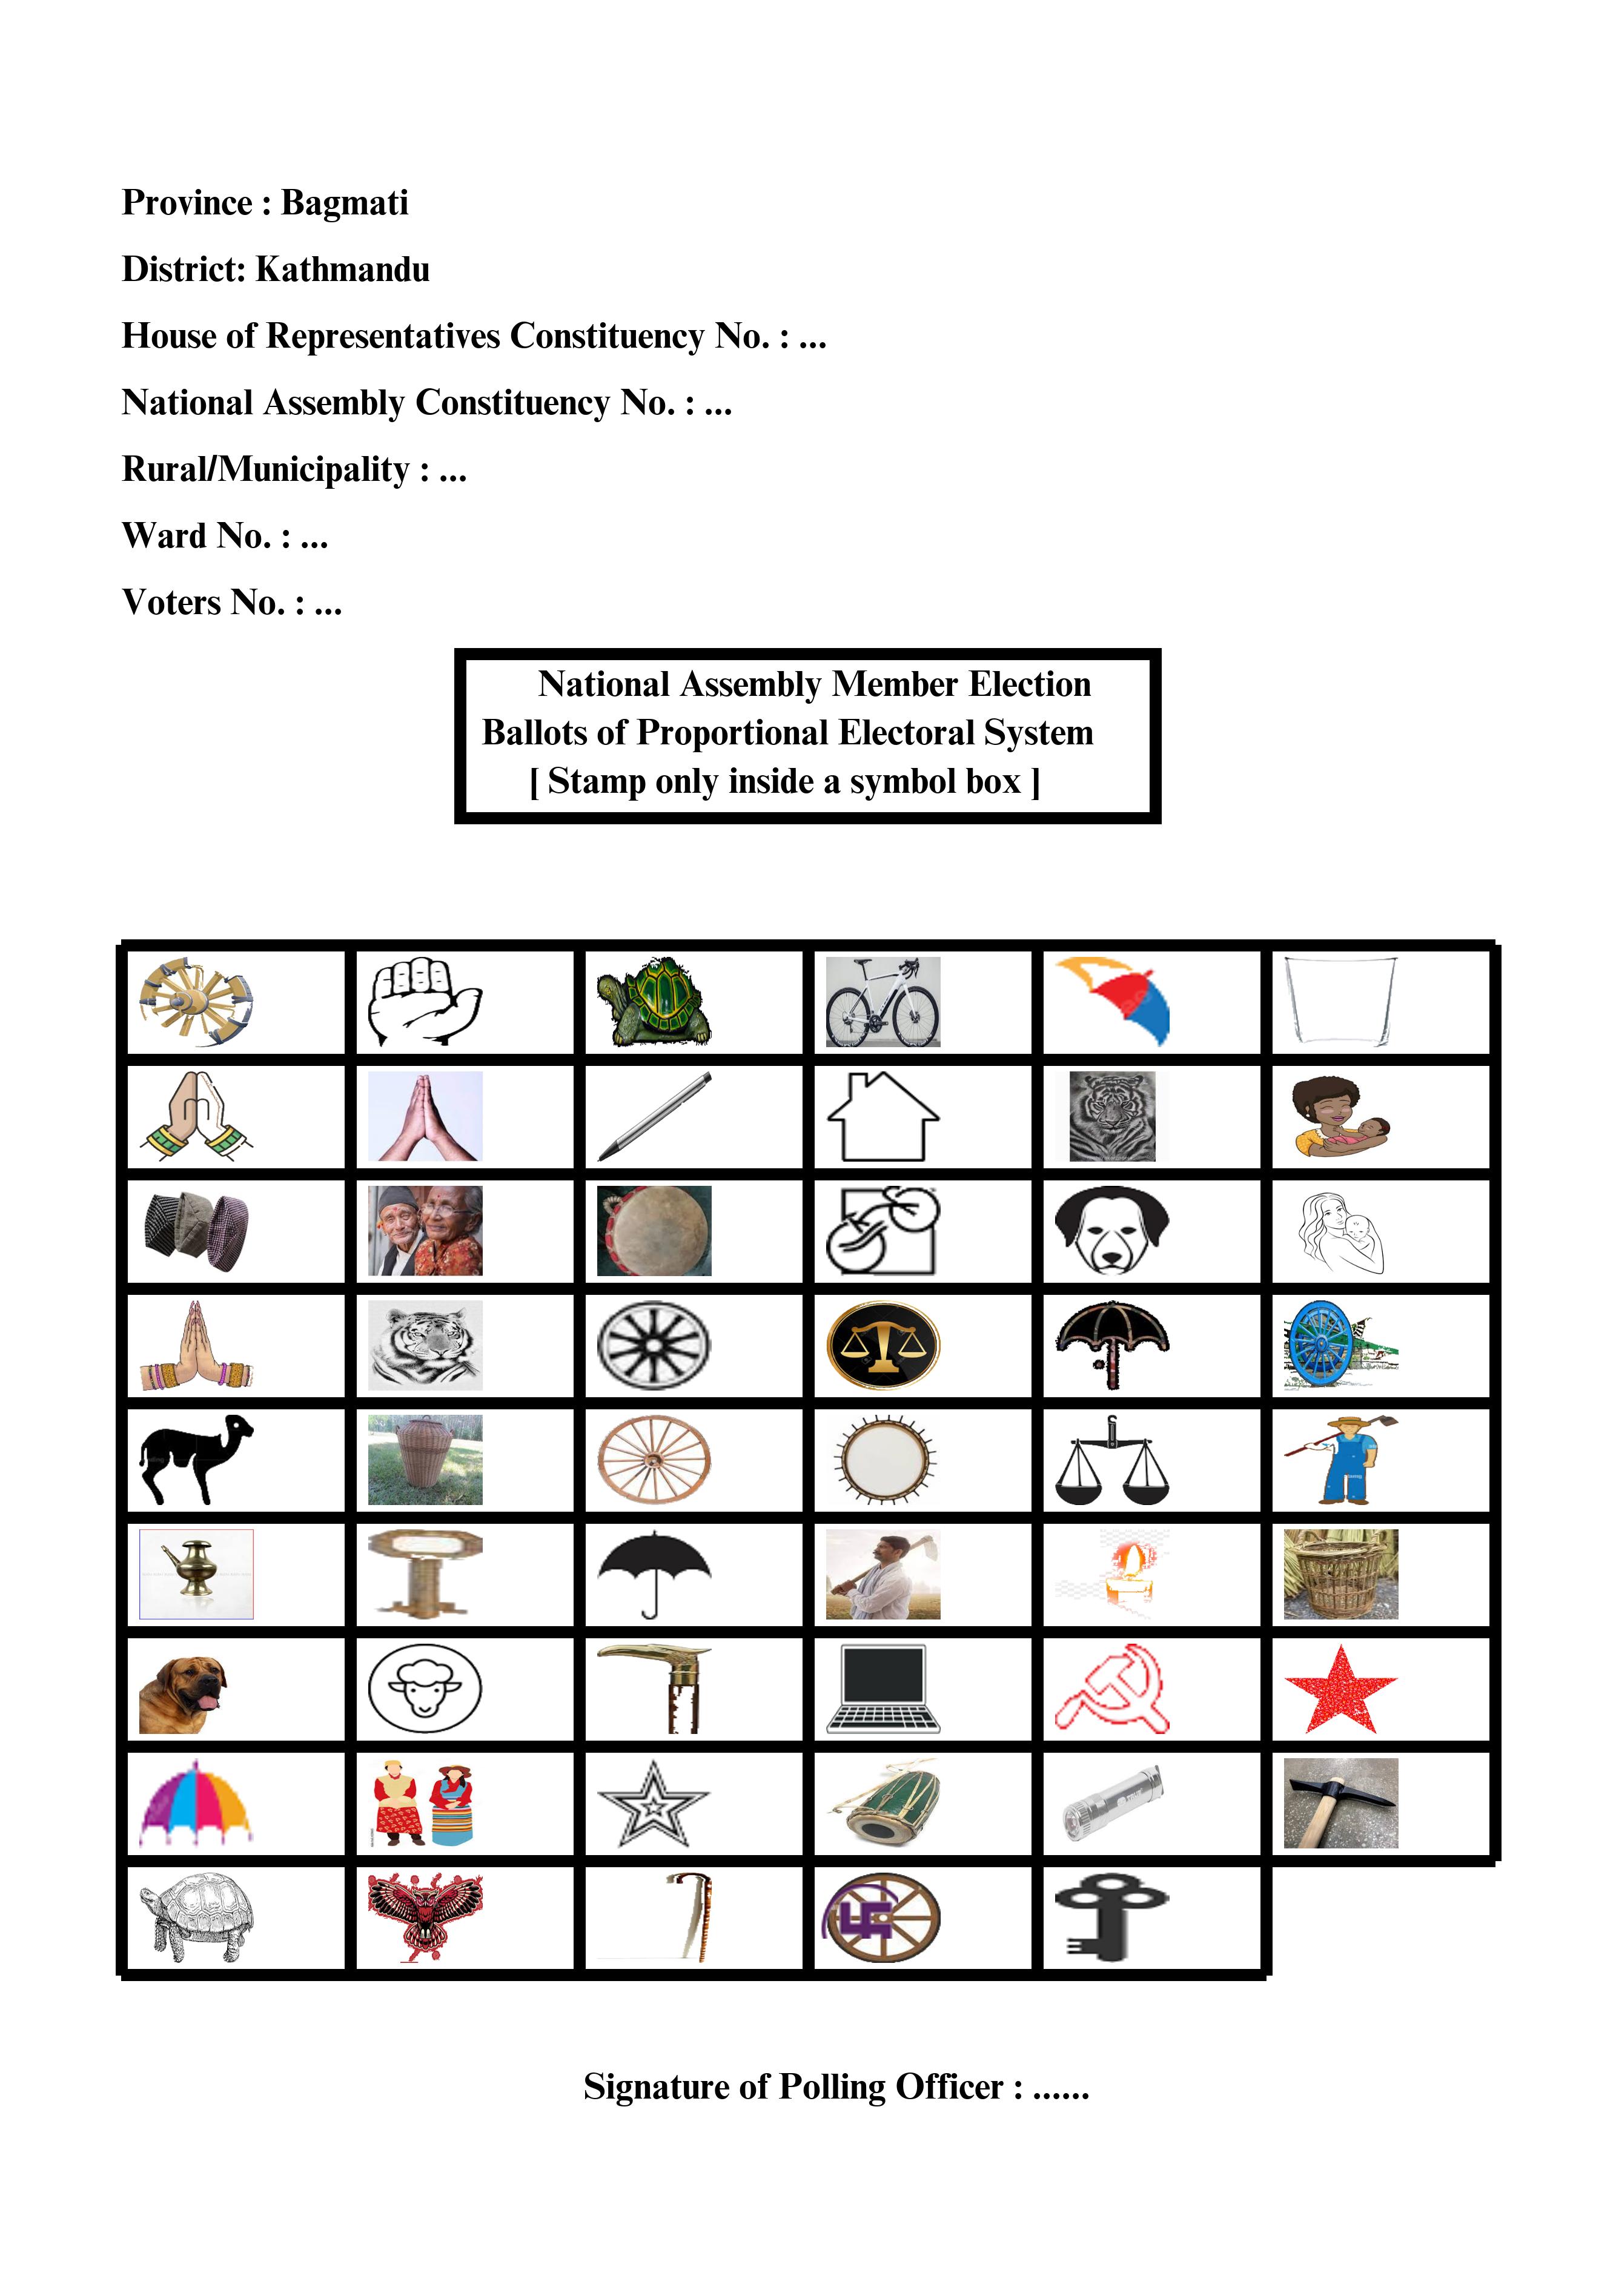 Province : Bagmati
District: Kathmandu
House of Representatives Constituency No. : ...
National Assembly Constituency No. : ...
Rural/Municipality : ...
Ward No. : ...
Voters No. : ...
National Assembly Member Election
Ballots of Proportional Electoral System
[ Stamp only inside a symbol box ]
Signature of Polling Officer : ......